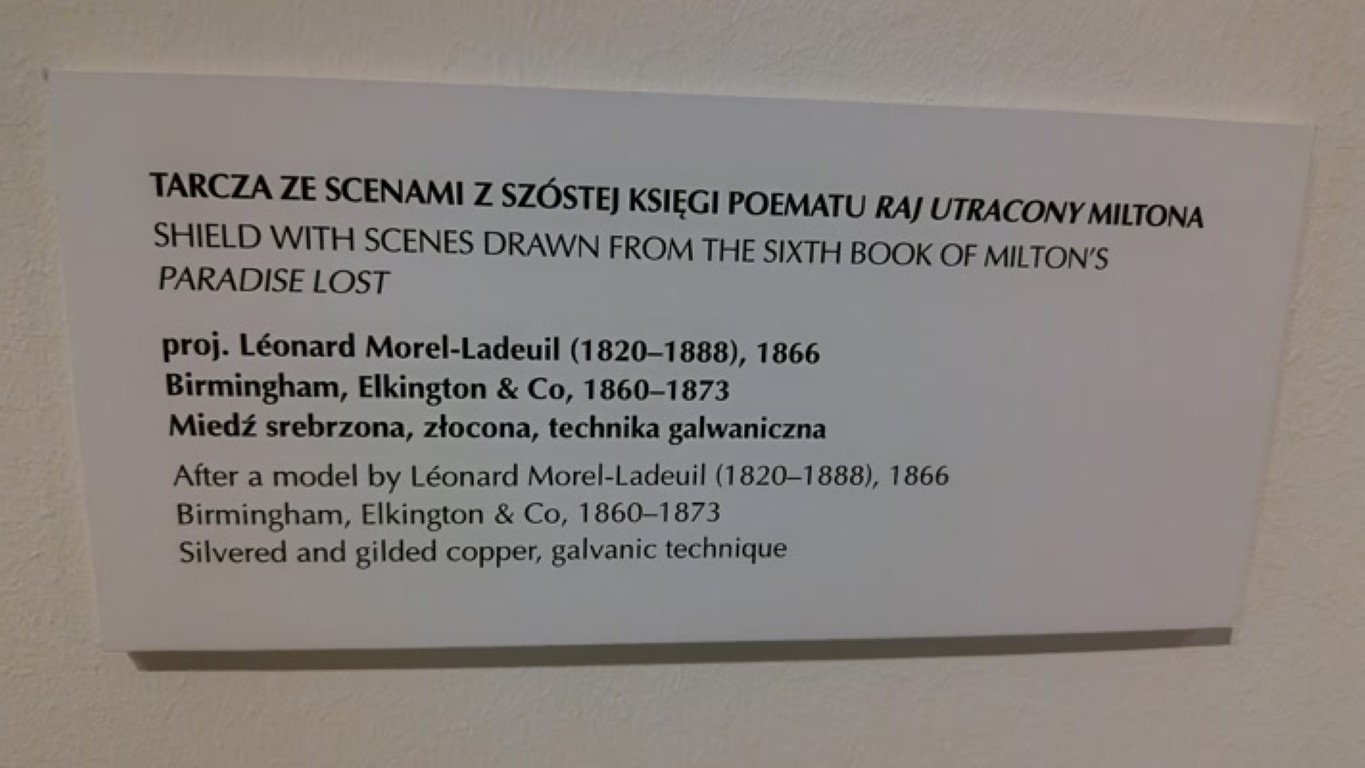 TARCZA ZE SCENAMI Z SZÓSTEJ KSIĘGI POEMATU RAJ UTRACONY MILTONA
SHIELD WITH SCENES DRAWN FROM THE SIXTH BOOK OF MILTON'S
PARADISE LOST
proj. Léonard Morel-Ladeuil (1820–1888), 1866
Birmingham, Elkington & Co, 1860–1873
Miedź srebrzona, złocona, technika galwaniczna
After a model by Léonard Morel-Ladeuil (1820–1888), 1866
Birmingham, Elkington & Co, 1860–1873
Silvered and gilded copper, galvanic technique